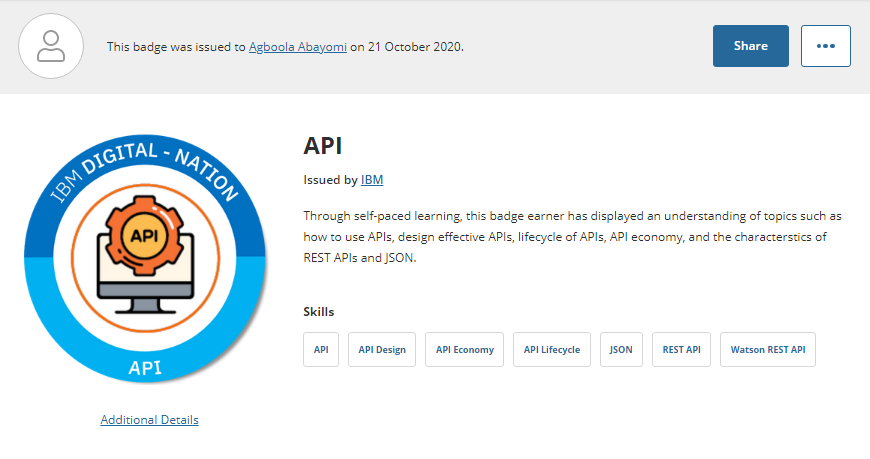 This badge was issued to Agboola Abayomi on 21 October 2020.
Share
IBM DIGITAL - NATION
API
API
API
Issued by IBM
Through self-paced learning, this badge earner has displayed an understanding of topics such as
how to use APIs, design effective APIs, lifecycle of APIs, API economy, and the characterstics of
REST APIs and JSON.
Skills
API API Design API Economy API Lifecycle JSON REST API Watson REST API
Additional Details